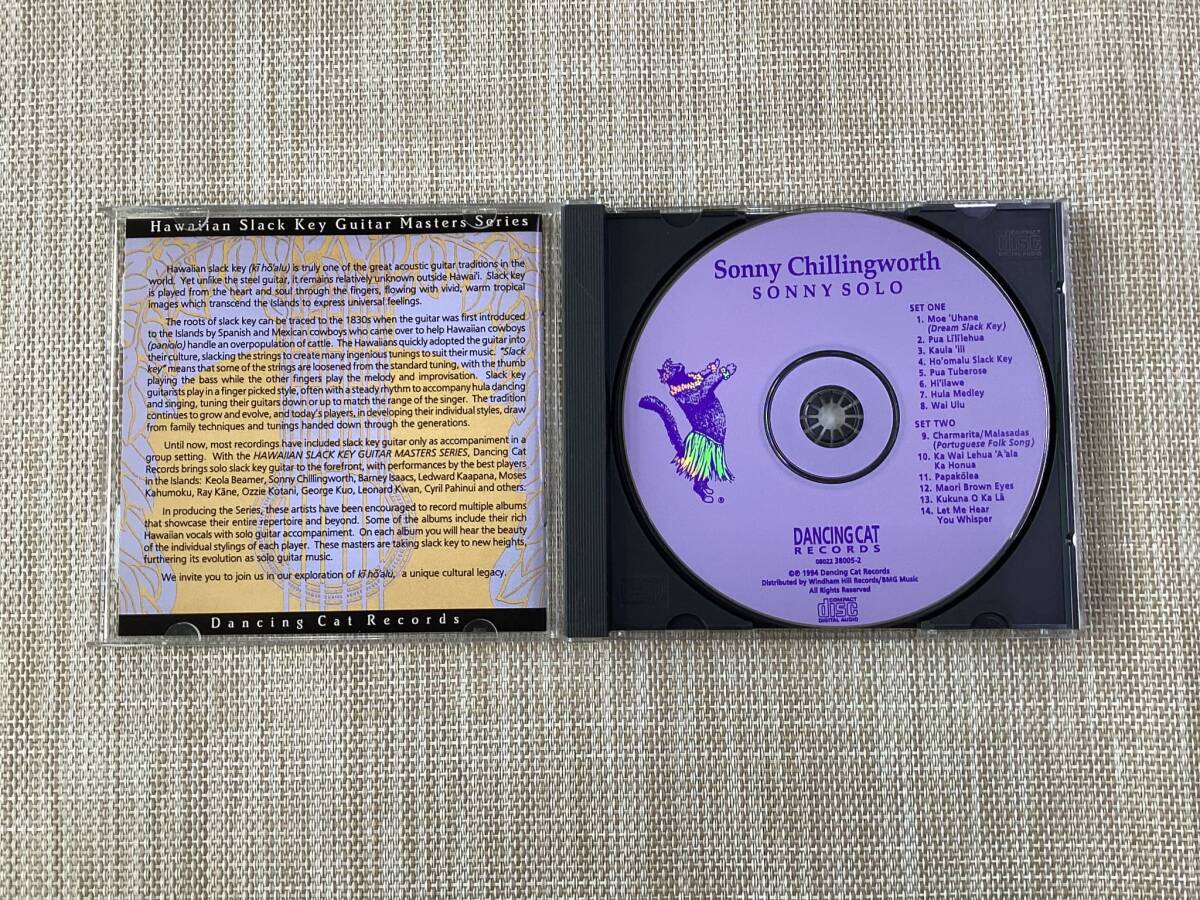 Hawaiian Slack Key Guitar Masters Series
Hawaiian slack key (kī hō'alu) is truly one of the great acoustic guitar traditions in the
world. Yet unlike the steel guitar, it remains relatively unknown outside Hawai'i. Slack key
is played from the heart and soul through the fingers, flowing with vivid, warm tropical
images which transcend the Islands to express universal feelings.
The roots of slack key can be traced to the 1830s when the guitar was first introduced
to the Islands by Spanish and Mexican cowboys who came over to help Hawaiian cowboys
(paniolo) handle an overpopulation of cattle. The Hawaiians quickly adopted the guitar into
their culture, slacking the strings to create many ingenious tunings to suit their music. "Slack
key" means that some of the strings are loosened from the standard tuning, with the thumb
playing the bass while the other fingers play the melody and improvisation. Slack key
guitarists play in a finger picked style, often with a steady rhythm to accompany hula dancing
and singing, tuning their guitars down or up to match the range of the singer. The tradition
continues to grow and evolve, and today's players, in developing their individual styles, draw
from family techniques and tunings handed down through the generations.
Until now, most recordings have included slack key guitar only as accompaniment in a
group setting. With the HAWAIIAN SLACK KEY GUITAR MASTERS SERIES, Dancing Cat
Records brings solo slack key guitar to the forefront, with performances by the best players
in the Islands: Keola Beamer, Sonny Chillingworth, Barney Isaacs, Ledward Kaapana, Moses
Kahumoku, Ray Kāne, Ozzie Kotani, George Kuo, Leonard Kwan, Cyril Pahinui and others.
In producing the Series, these artists have been encouraged to record multiple albums
that showcase their entire repertoire and beyond. Some of the albums include their rich
Hawaiian vocals with solo guitar accompaniment. On each album you will hear the beauty
of the individual stylings of each player. These masters are taking slack key to new heights,
furthering its evolution as solo guitar music.
We invite you to join us in our exploration of kī hō'alu, a unique cultural legacy.
Dancing Cat Records
Sonny Chillingworth
SONNY SOLO
SET ONE
1. Moe 'Uhane
(Dream Slack Key)
2. Pua Līlīlehua
3. Kaula 'ili
4. Ho'omalu Slack Key
5. Pua Tuberose
6. Hi'ilawe
7. Hula Medley
8. Wai Ulu
SET TWO
9. Charmarita/Malasadas
(Portuguese Folk Song)
10. Ka Wai Lehua 'A'ala
Ka Honua
11. Papakōlea
12. Maori Brown Eyes
13. Kukuna O Ka Lā
14. Let Me Hear
You Whisper
®
DANCING CAT
RECORDS
08022 38005-2
©℗ 1994 Dancing Cat Records
Distributed by Windham Hill Records/BMG Music
All Rights Reserved
COMPACT
disc
DIGITAL AUDIO
COMPACT
disc